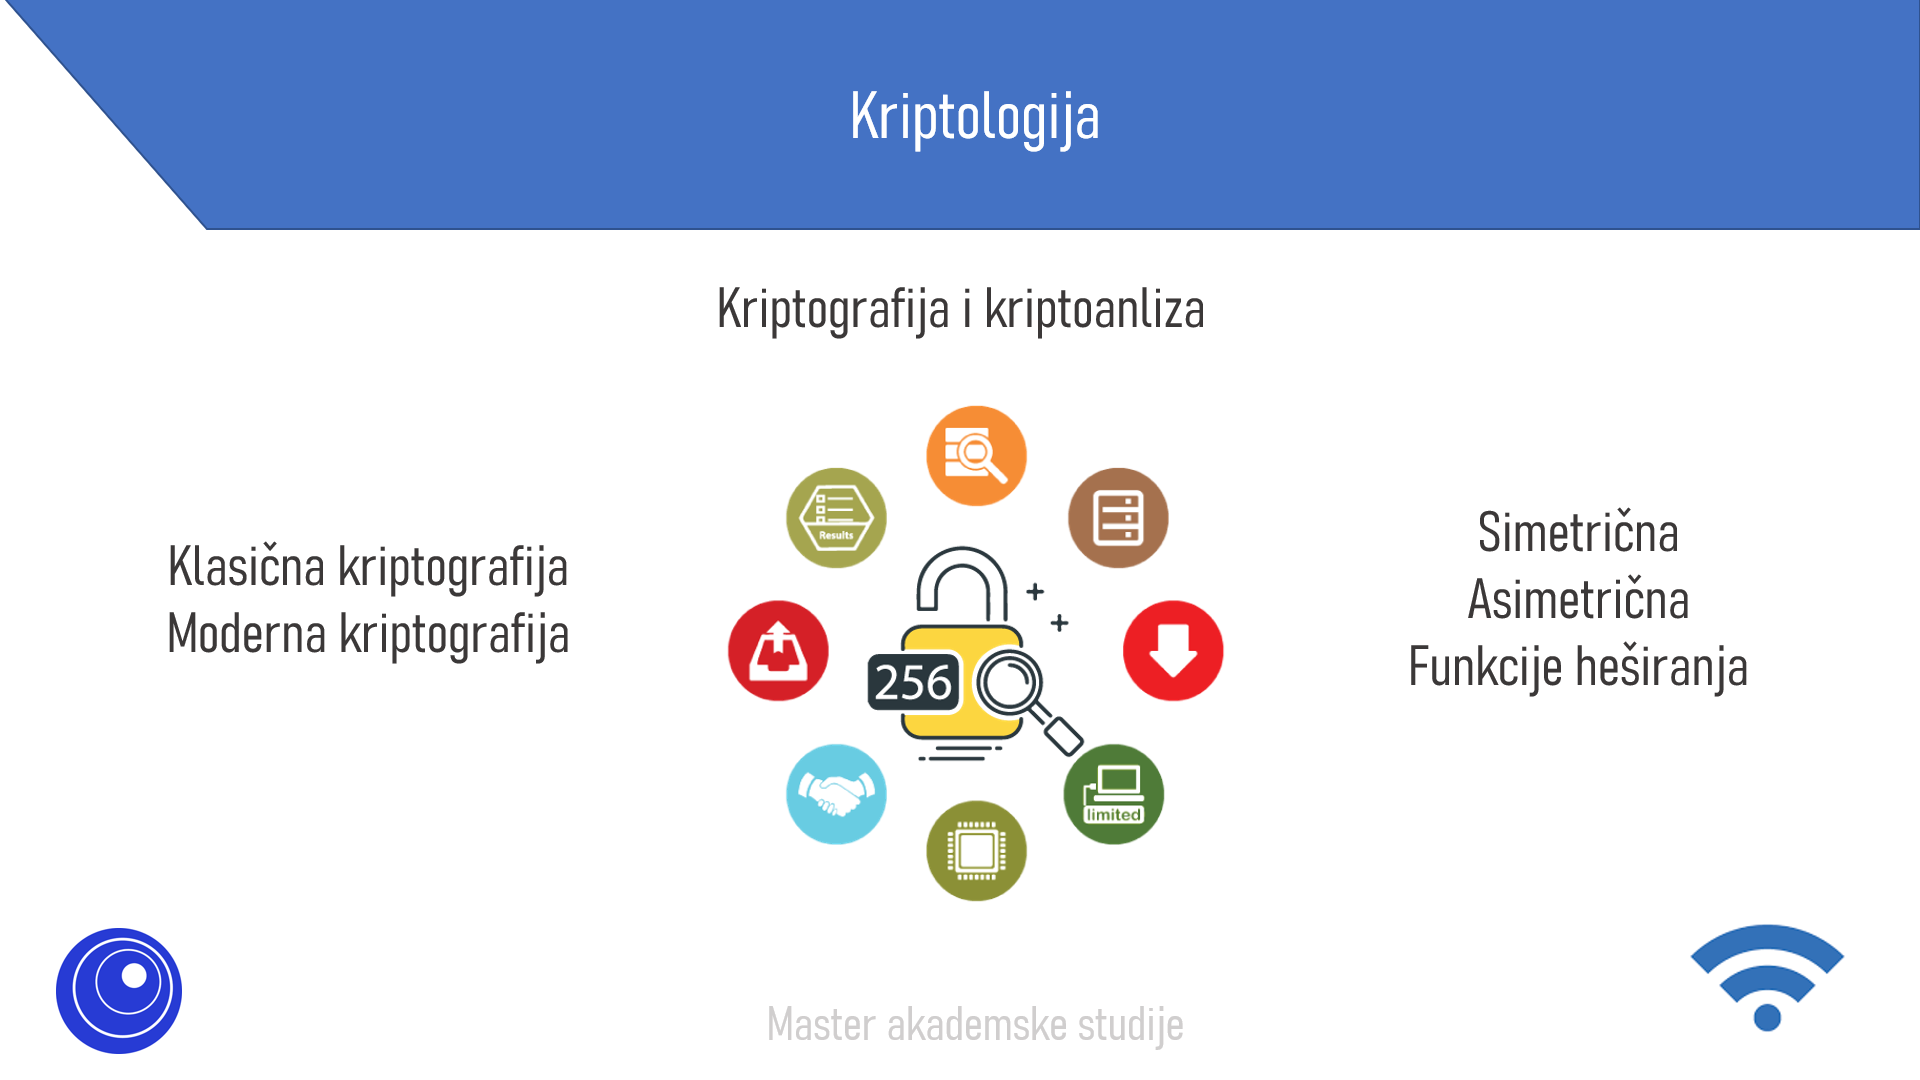 Kriptologija
Kriptografija i kriptoanliza
Klasična kriptografija
Moderna kriptografija
Results
256
limited
Simetrična
Asimetrična
Funkcije heširanja
Master akademske studije